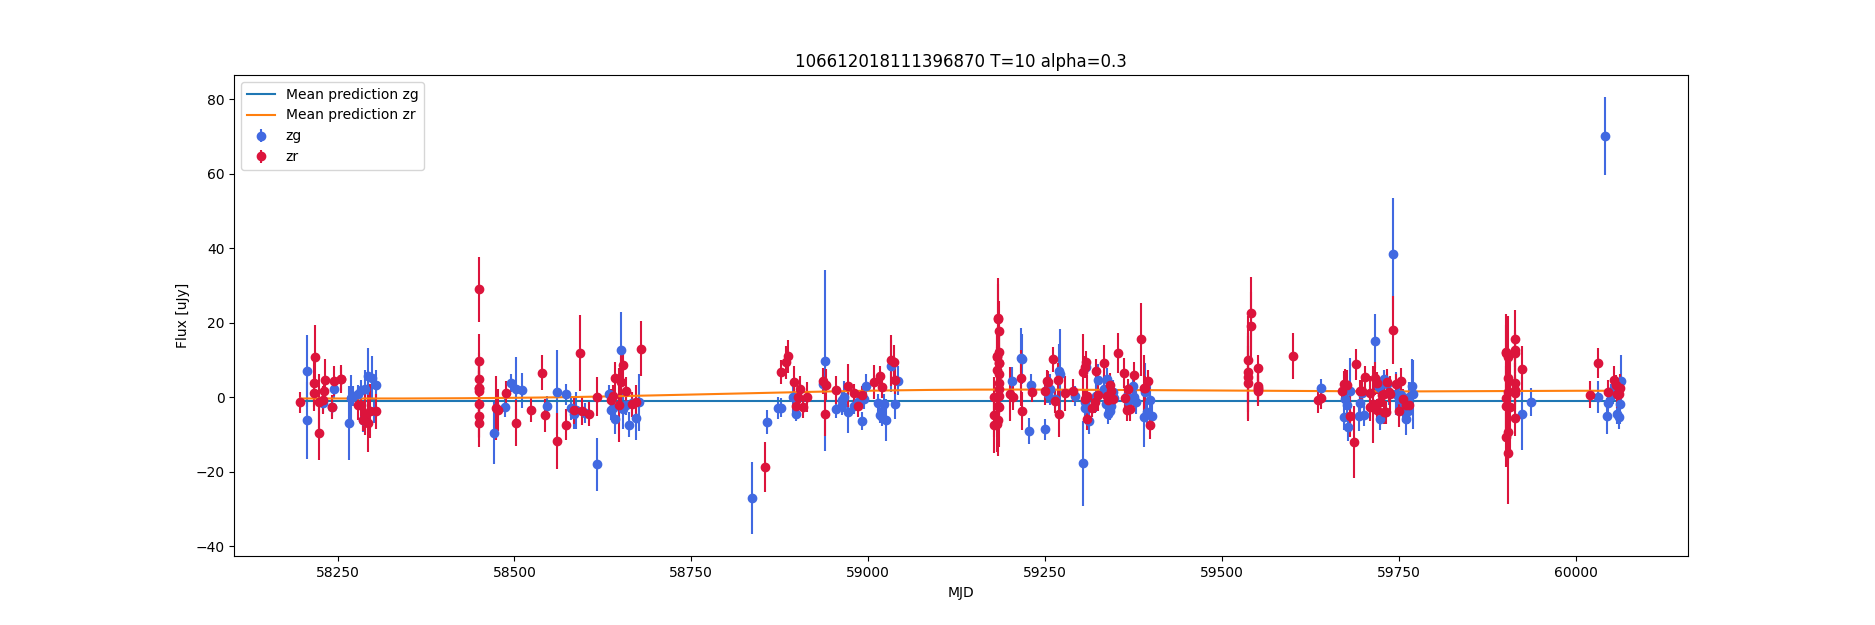 106612018111396870 T=10 alpha=0.3
Mean prediction zg
Mean prediction zr
zg
zr
80
60
40
20
0
−20
−40
Flux [uJy]
58250 58500 58750 59000 59250 59500 59750 60000
MJD